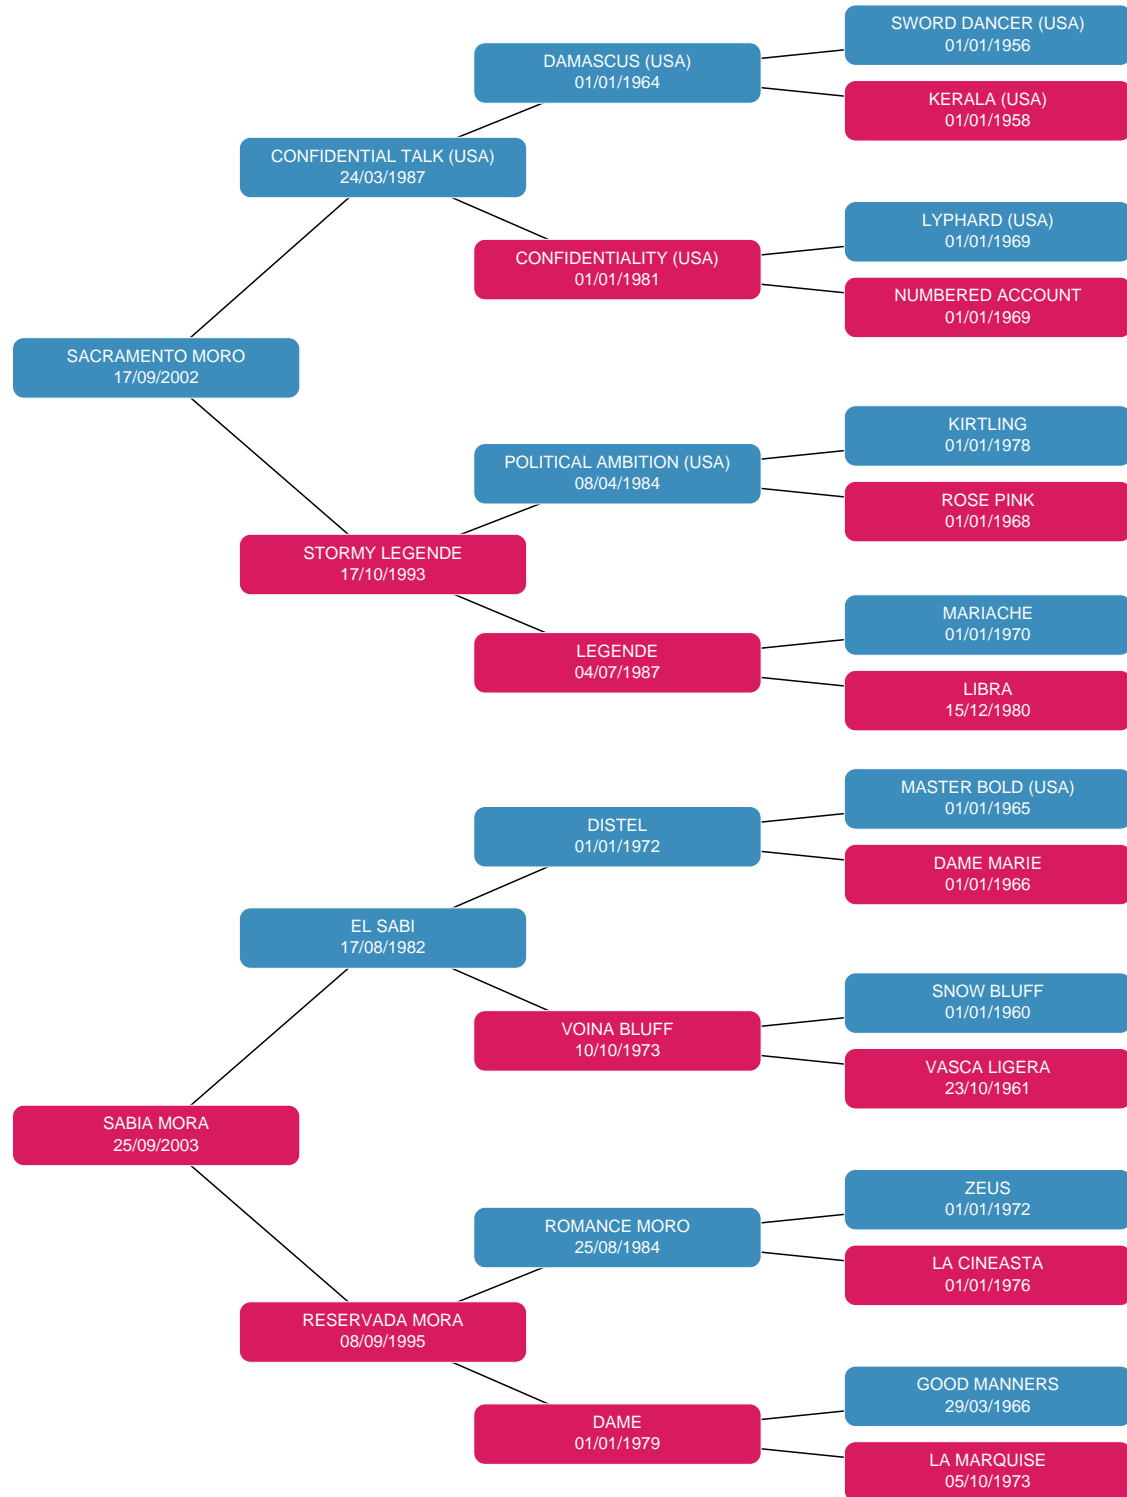 SWORD DANCER (USA)
01/01/1956
DAMASCUS (USA)
01/01/1964
KERALA (USA)
01/01/1958
CONFIDENTIAL TALK (USA)
24/03/1987
LYPHARD (USA)
01/01/1969
CONFIDENTIALITY (USA)
01/01/1981
NUMBERED ACCOUNT
01/01/1969
SACRAMENTO MORO
17/09/2002
KIRTLING
01/01/1978
POLITICAL AMBITION (USA)
08/04/1984
ROSE PINK
01/01/1968
STORMY LEGENDE
17/10/1993
MARIACHE
01/01/1970
LEGENDE
04/07/1987
LIBRA
15/12/1980
MASTER BOLD (USA)
01/01/1965
DISTEL
01/01/1972
DAME MARIE
01/01/1966
EL SABI
17/08/1982
SNOW BLUFF
01/01/1960
VOINA BLUFF
10/10/1973
VASCA LIGERA
23/10/1961
SABIA MORA
25/09/2003
ZEUS
01/01/1972
ROMANCE MORO
25/08/1984
LA CINEASTA
01/01/1976
RESERVADA MORA
08/09/1995
GOOD MANNERS
29/03/1966
DAME
01/01/1979
LA MARQUISE
05/10/1973